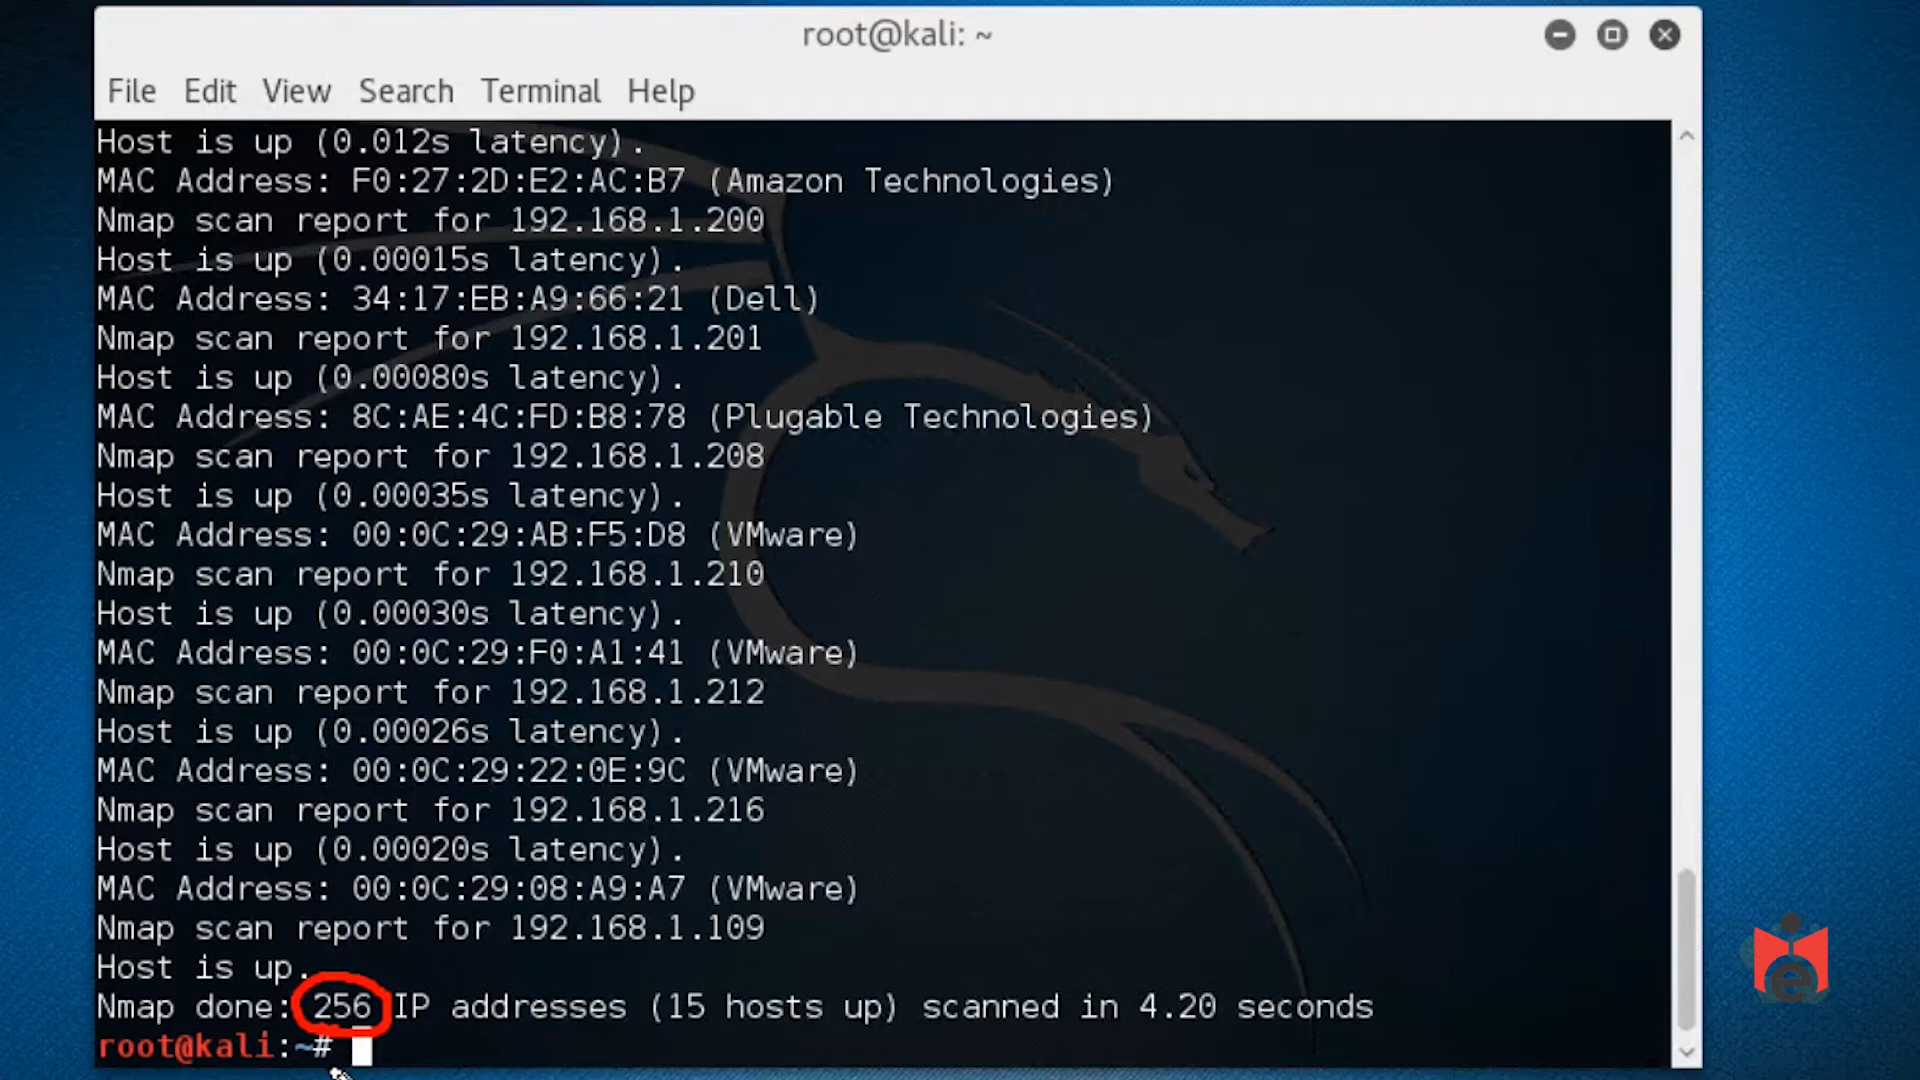 root@kali: ~
File Edit View Search Terminal Help
Host is up (0.012s latency).
MAC Address: F0:27:2D:E2:AC:B7 (Amazon Technologies)
Nmap scan report for 192.168.1.200
Host is up (0.00015s latency).
MAC Address: 34:17:EB:A9:66:21 (Dell)
Nmap scan report for 192.168.1.201
Host is up (0.00080s latency).
MAC Address: 8C:AE:4C:FD:B8:78 (Plugable Technologies)
Nmap scan report for 192.168.1.208
Host is up (0.00035s latency).
MAC Address: 00:0C:29:AB:F5:D8 (VMware)
Nmap scan report for 192.168.1.210
Host is up (0.00030s latency).
MAC Address: 00:0C:29:F0:A1:41 (VMware)
Nmap scan report for 192.168.1.212
Host is up (0.00026s latency).
MAC Address: 00:0C:29:22:0E:9C (VMware)
Nmap scan report for 192.168.1.216
Host is up (0.00020s latency).
MAC Address: 00:0C:29:08:A9:A7 (VMware)
Nmap scan report for 192.168.1.109
Host is up.
Nmap done: 256 IP addresses (15 hosts up) scanned in 4.20 seconds
root@kali:~#
e